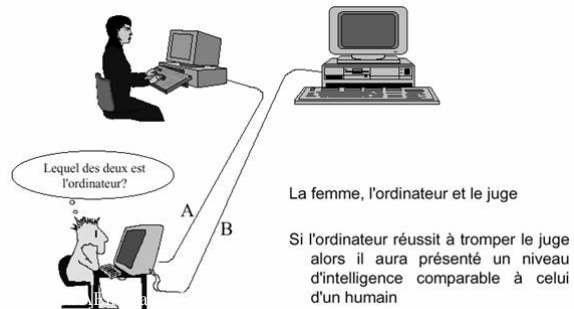 Lequel des deux est
l'ordinateur?
A
B
La femme, l'ordinateur et le juge
Si l'ordinateur réussit à tromper le juge
alors il aura présenté un niveau
d'intelligence comparable à celui
d'un humain